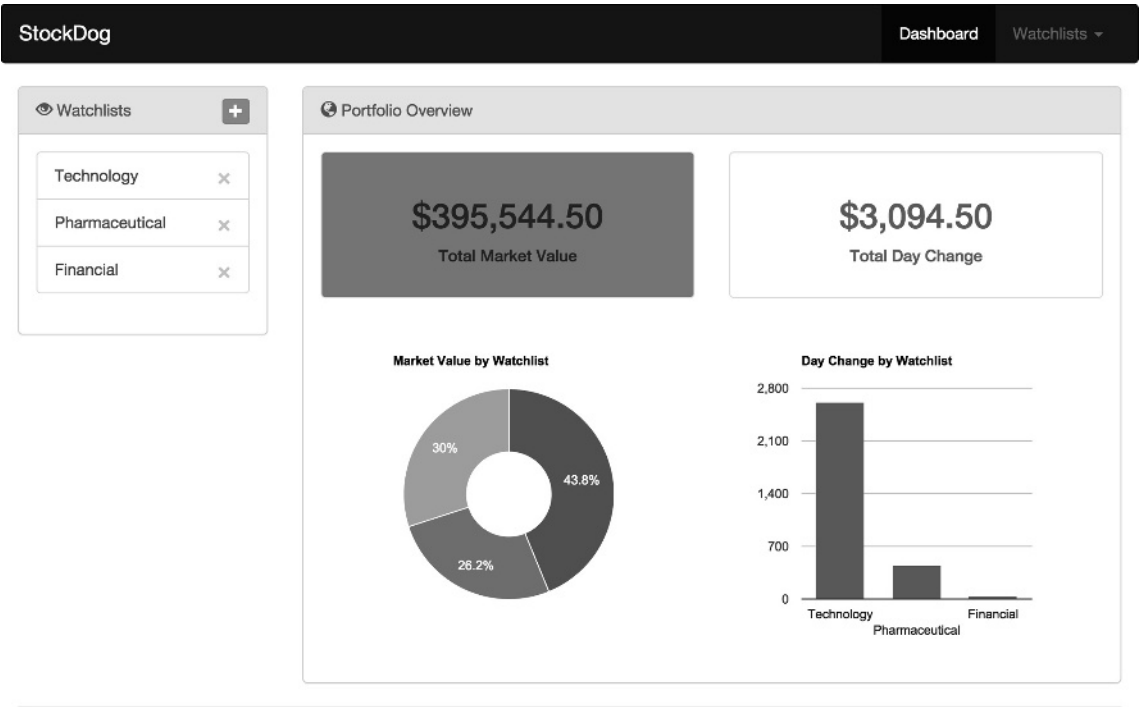 StockDog
Dashboard
Watchlists
Watchlists
+
Technology
×
Pharmaceutical
×
Financial
×
Portfolio Overview
$395,544.50
Total Market Value
$3,094.50
Total Day Change
Market Value by Watchlist
30%
43.8%
26.2%
Day Change by Watchlist
2,800
2,100
1,400
700
0
Technology
Pharmaceutical
Financial